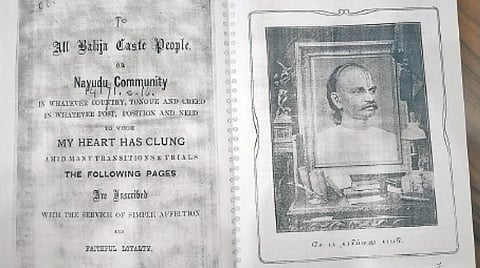 To
All Balija Caste People,
OR
Nayudu Community
IN WHATEVER COUNTRY, TONGUE AND CREED
IN WHATEVER POST, POSITION AND NEED
TO WHOM
MY HEART HAS CLUNG
AMID MANY TRANSITIONS & TRIALS
THE FOLLOWING PAGES
Are Inscribed
WITH THE SERVICE OF SIMPLE AFFECTION
AND
FAITHFUL LOYALTY.